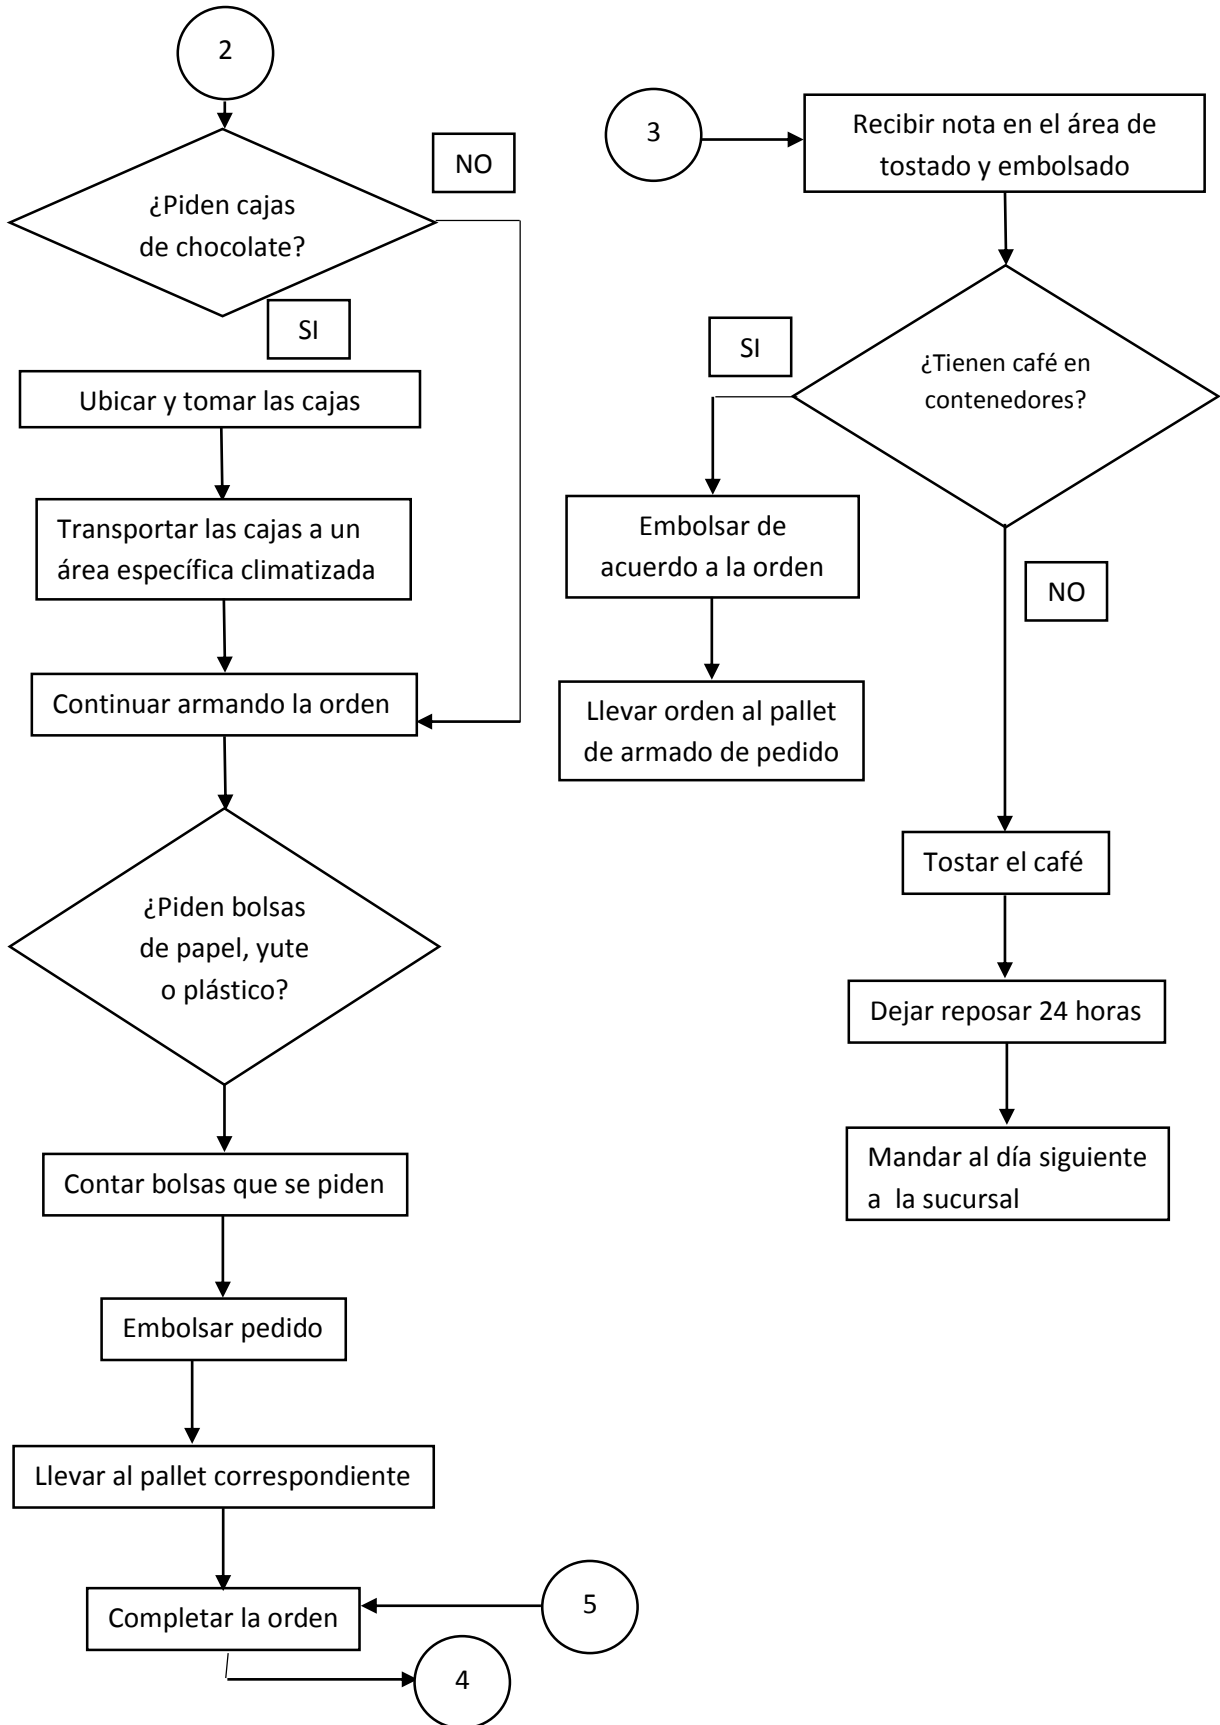 2
NO
¿Piden cajas
de chocolate?
SI
Ubicar y tomar las cajas
Transportar las cajas a un
área específica climatizada
Continuar armando la orden
¿Piden bolsas
de papel, yute
o plástico?
Contar bolsas que se piden
Embolsar pedido
Llevar al pallet correspondiente
Completar la orden
5
4
3
Recibir nota en el área de
tostado y embolsado
¿Tienen café en
contenedores?
SI
Embolsar de
acuerdo a la orden
Llevar orden al pallet
de armado de pedido
NO
Tostar el café
Dejar reposar 24 horas
Mandar al día siguiente
a la sucursal